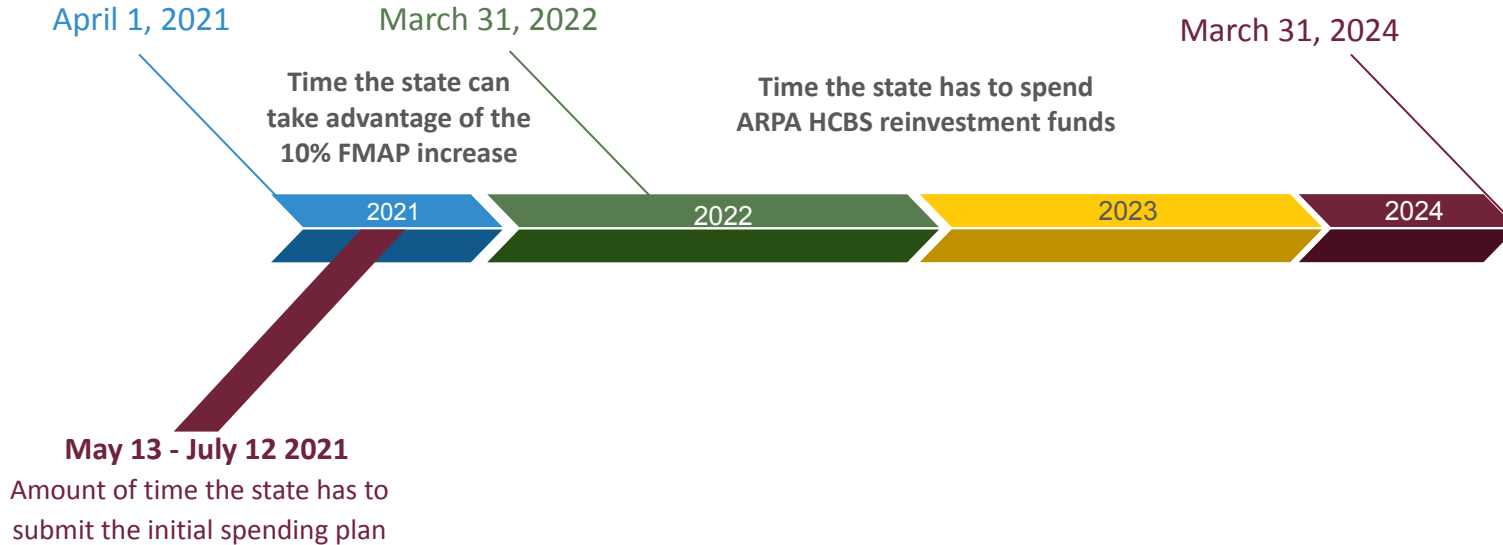 April 1, 2021
March 31, 2022
March 31, 2024
Time the state can
take advantage of the
10% FMAP increase
Time the state has to spend
ARPA HCBS reinvestment funds
2021
2022
2023
2024
May 13 - July 12 2021
Amount of time the state has to
submit the initial spending plan